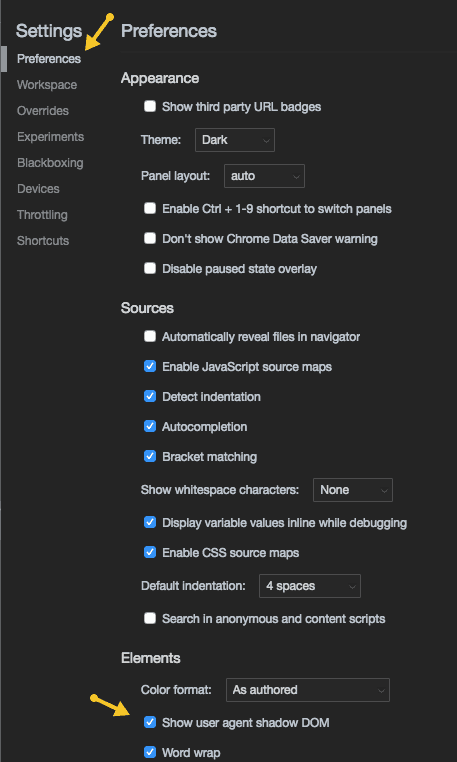 Settings
Preferences
Workspace
Overrides
Experiments
Blackboxing
Devices
Throttling
Shortcuts
Preferences
Appearance
Show third party URL badges
Theme: Dark
Panel layout: auto
Enable Ctrl + 1-9 shortcut to switch panels
Don't show Chrome Data Saver warning
Disable paused state overlay
Sources
Automatically reveal files in navigator
Enable JavaScript source maps
Detect indentation
Autocompletion
Bracket matching
Show whitespace characters: None
Display variable values inline while debugging
Enable CSS source maps
Default indentation: 4 spaces
Search in anonymous and content scripts
Elements
Color format: As authored
Show user agent shadow DOM
Word wrap